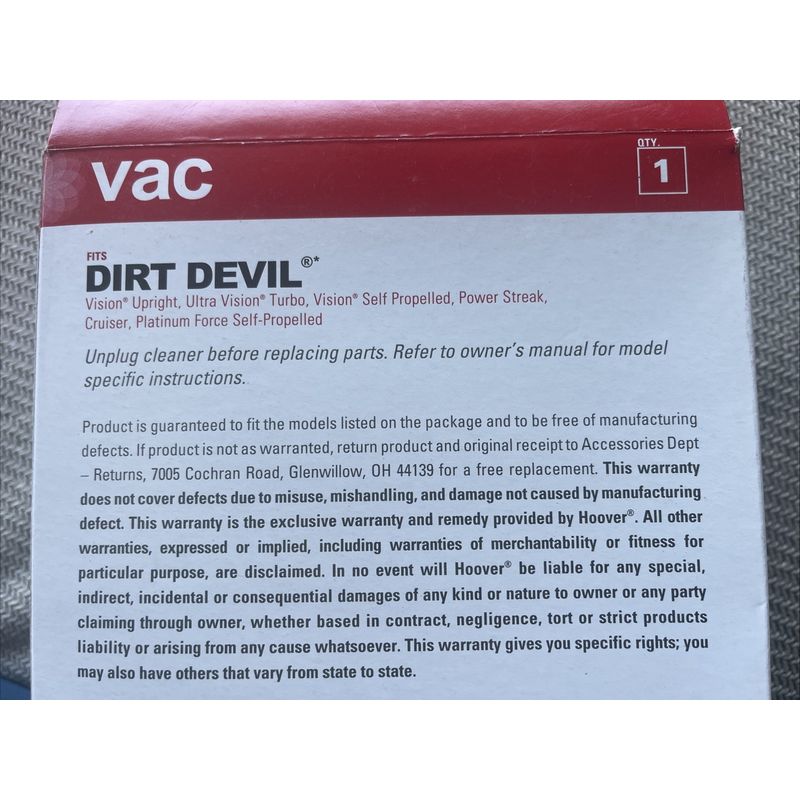 vac
QTY.
1
FITS
DIRT DEVIL®*
Vision® Upright, Ultra Vision® Turbo, Vision® Self Propelled, Power Streak,
Cruiser, Platinum Force Self-Propelled
Unplug cleaner before replacing parts. Refer to owner's manual for model
specific instructions.
Product is guaranteed to fit the models listed on the package and to be free of manufacturing
defects. If product is not as warranted, return product and original receipt to Accessories Dept
– Returns, 7005 Cochran Road, Glenwillow, OH 44139 for a free replacement. This warranty
does not cover defects due to misuse, mishandling, and damage not caused by manufacturing
defect. This warranty is the exclusive warranty and remedy provided by Hoover®. All other
warranties, expressed or implied, including warranties of merchantability or fitness for
particular purpose, are disclaimed. In no event will Hoover® be liable for any special,
indirect, incidental or consequential damages of any kind or nature to owner or any party
claiming through owner, whether based in contract, negligence, tort or strict products
liability or arising from any cause whatsoever. This warranty gives you specific rights; you
may also have others that vary from state to state.